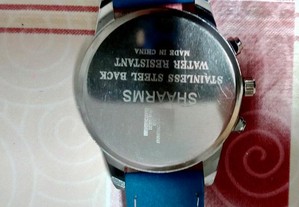 SHAARMS
STAINLESS STEEL BACK
WATER RESISTANT
MADE IN CHINA